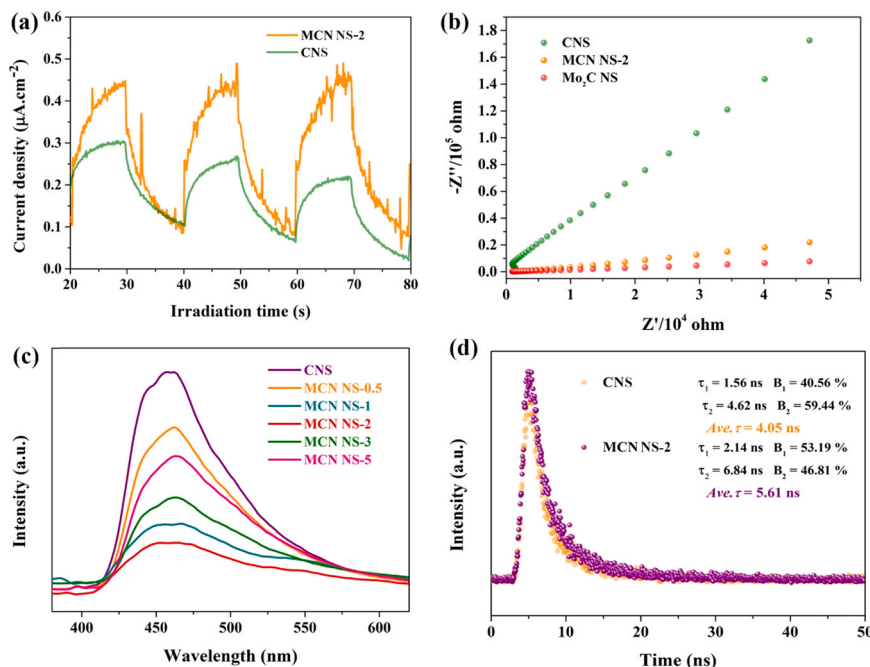 (a)
MCN NS-2
CNS
0.6
0.5
0.4
0.3
0.2
0.1
0.0
Current density (µA.cm⁻²)
20 30 40 50 60 70 80
Irradiation time (s)
(b)
CNS
MCN NS-2
Mo₂C NS
1.8
1.6
1.4
1.2
1.0
0.8
0.6
0.4
0.2
0.0
-Z''/10⁵ ohm
0 1 2 3 4 5
Z'/10⁴ ohm
(c)
CNS
MCN NS-0.5
MCN NS-1
MCN NS-2
MCN NS-3
MCN NS-5
Intensity (a.u.)
400 450 500 550 600
Wavelength (nm)
(d)
CNS
τ₁ = 1.56 ns B₁ = 40.56 %
τ₂ = 4.62 ns B₂ = 59.44 %
Ave. τ = 4.05 ns
MCN NS-2
τ₁ = 2.14 ns B₁ = 53.19 %
τ₂ = 6.84 ns B₂ = 46.81 %
Ave. τ = 5.61 ns
Intensity (a.u.)
0 10 20 30 40 50
Time (ns)